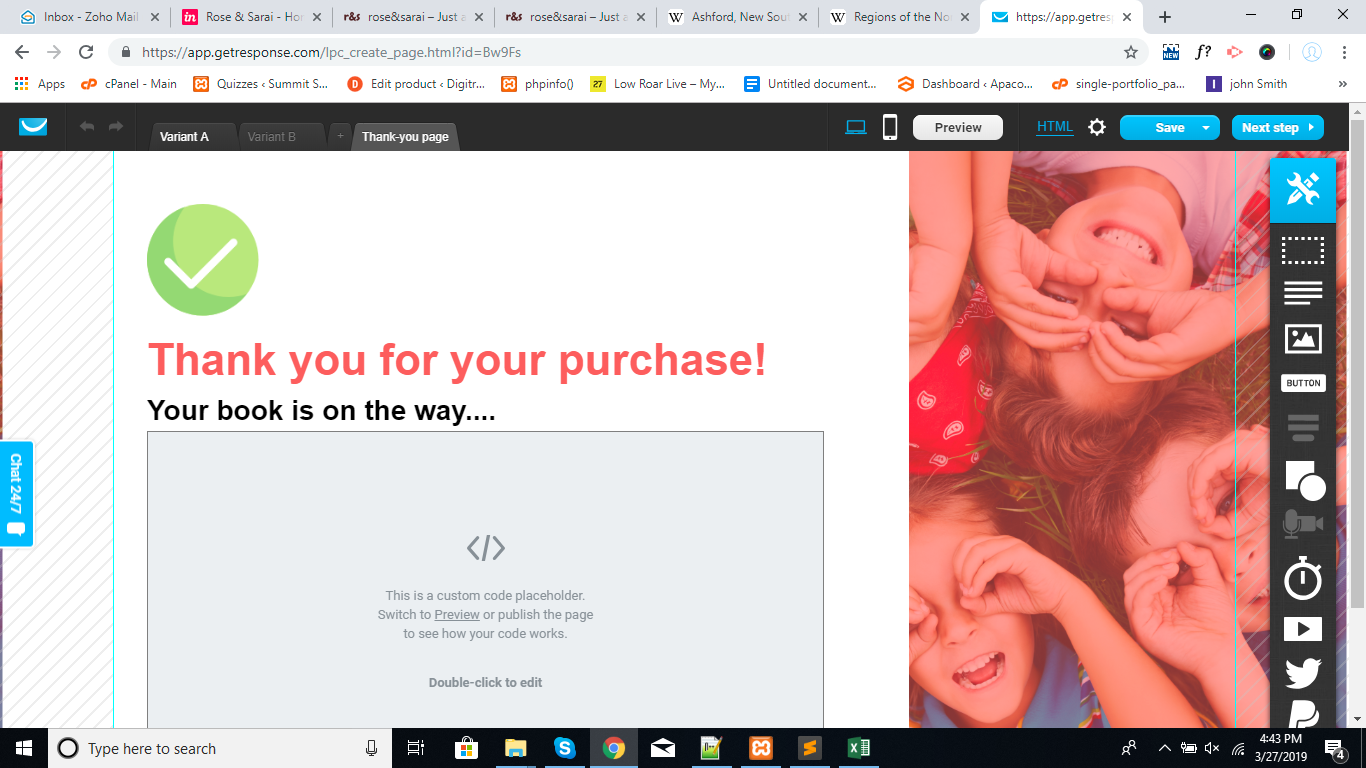 Inbox - Zoho Mail
Rose & Sarai - Ho
rose&sarai – Just a
rose&sarai – Just a
Ashford, New Sou
Regions of the No
https://app.getres
https://app.getresponse.com/lpc_create_page.html?id=Bw9Fs
NEW
f?
Apps
cPanel - Main
Quizzes ‹ Summit S...
Edit product ‹ Digitr...
phpinfo()
27
Low Roar Live – My...
Untitled document...
Dashboard ‹ Apaco...
single-portfolio_pa...
john Smith
Variant A
Variant B
+
Thank-you page
Preview
HTML
Save
Next step
Thank you for your purchase!
Your book is on the way....
BUTTON
Chat 24/7
</>
This is a custom code placeholder.
Switch to Preview or publish the page
to see how your code works.
Double-click to edit
Type here to search
4:43 PM
3/27/2019
4